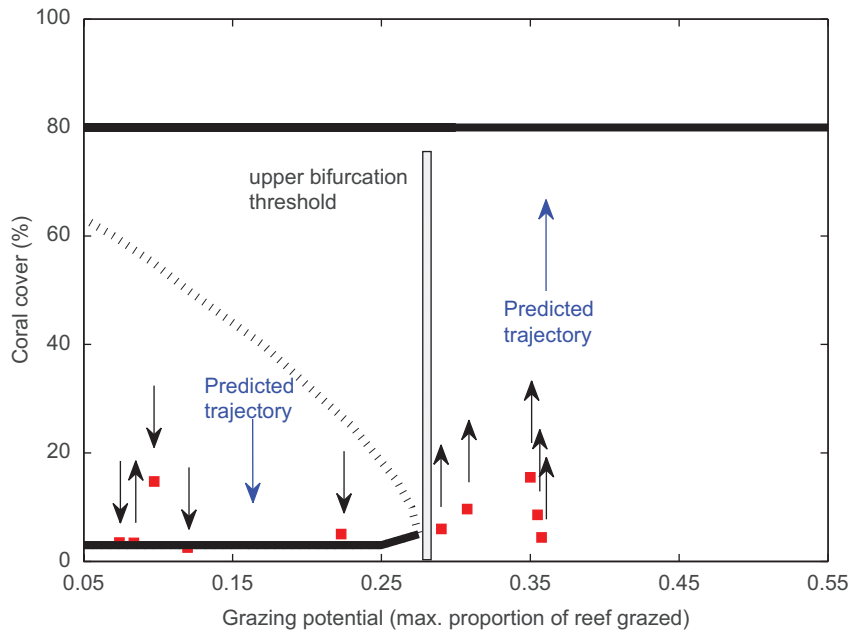 100
80
60
40
20
0
Coral cover (%)
upper bifurcation
threshold
Predicted
trajectory
Predicted
trajectory
0.05
0.15
0.25
0.35
0.45
0.55
Grazing potential (max. proportion of reef grazed)